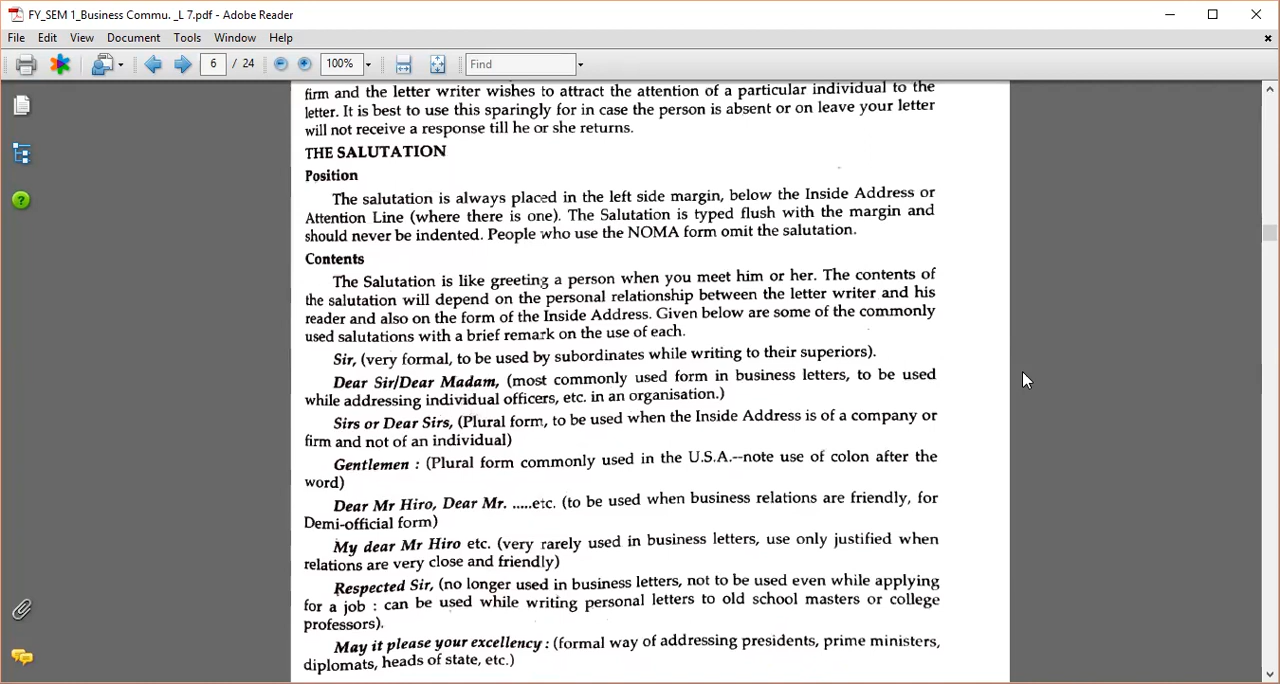 FY_SEM 1_Business Commu. _L 7.pdf - Adobe Reader
File Edit View Document Tools Window Help
6 / 24 100% Find
firm and the letter writer wishes to attract the attention of a particular individual to the
letter. It is best to use this sparingly for in case the person is absent or on leave your letter
will not receive a response till he or she returns.
THE SALUTATION
Position
The salutation is always placed in the left side margin, below the Inside Address or
Attention Line (where there is one). The Salutation is typed flush with the margin and
should never be indented. People who use the NOMA form omit the salutation.
Contents
The Salutation is like greeting a person when you meet him or her. The contents of
the salutation will depend on the personal relationship between the letter writer and his
reader and also on the form of the Inside Address. Given below are some of the commonly
used salutations with a brief remark on the use of each.
Sir, (very formal, to be used by subordinates while writing to their superiors).
Dear Sir/Dear Madam, (most commonly used form in business letters, to be used
while addressing individual officers, etc. in an organisation.)
Sirs or Dear Sirs, (Plural form, to be used when the Inside Address is of a company or
firm and not of an individual)
Gentlemen : (Plural form commonly used in the U.S.A.--note use of colon after the
word)
Dear Mr Hiro, Dear Mr. .....etc. (to be used when business relations are friendly, for
Demi-official form)
My dear Mr Hiro etc. (very rarely used in business letters, use only justified when
relations are very close and friendly)
Respected Sir, (no longer used in business letters, not to be used even while applying
for a job : can be used while writing personal letters to old school masters or college
professors).
May it please your excellency : (formal way of addressing presidents, prime ministers,
diplomats, heads of state, etc.)